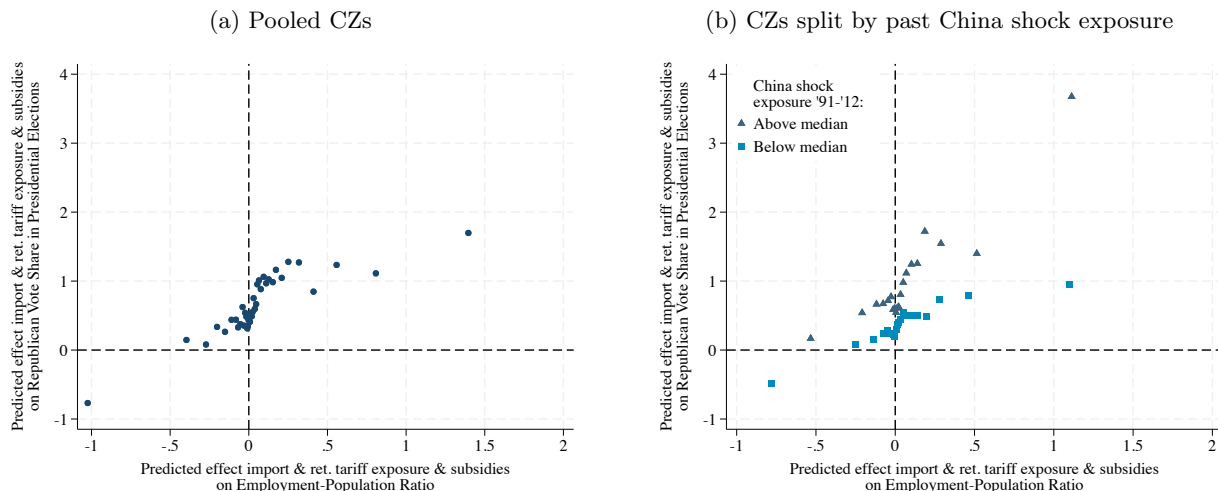 (a) Pooled CZs
Predicted effect import & ret. tariff exposure & subsidies
on Republican Vote Share in Presidential Elections
4
3
2
1
0
-1
-1
-.5
0
.5
1
1.5
2
Predicted effect import & ret. tariff exposure & subsidies
on Employment-Population Ratio
(b) CZs split by past China shock exposure
Predicted effect import & ret. tariff exposure & subsidies
on Republican Vote Share in Presidential Elections
4
3
2
1
0
-1
China shock
exposure '91-'12:
Above median
Below median
-1
-.5
0
.5
1
1.5
2
Predicted effect import & ret. tariff exposure & subsidies
on Employment-Population Ratio